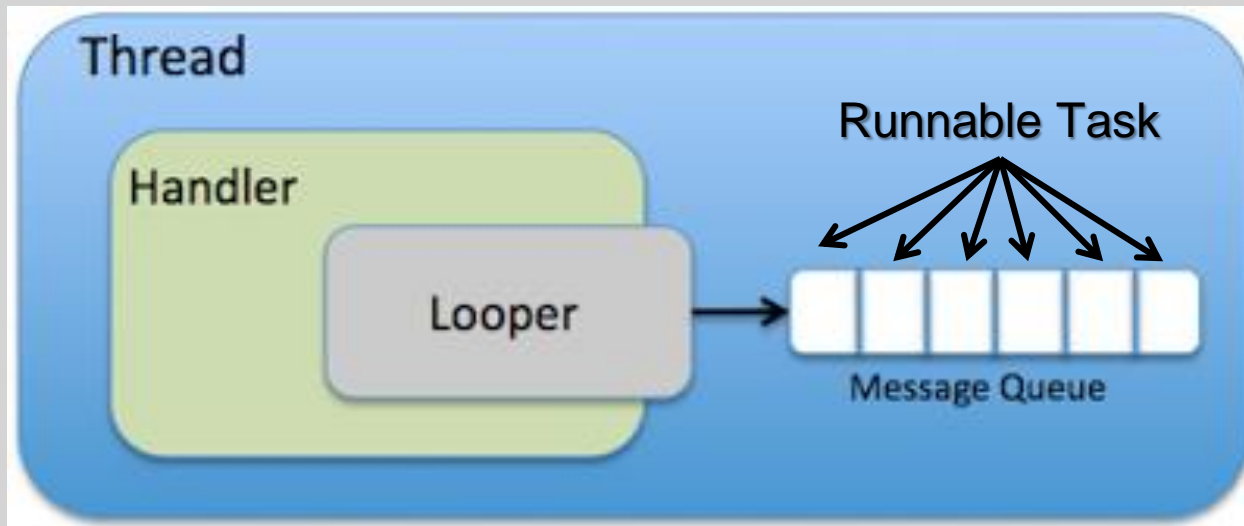 Thread
Runnable Task
Handler
Looper
Message Queue